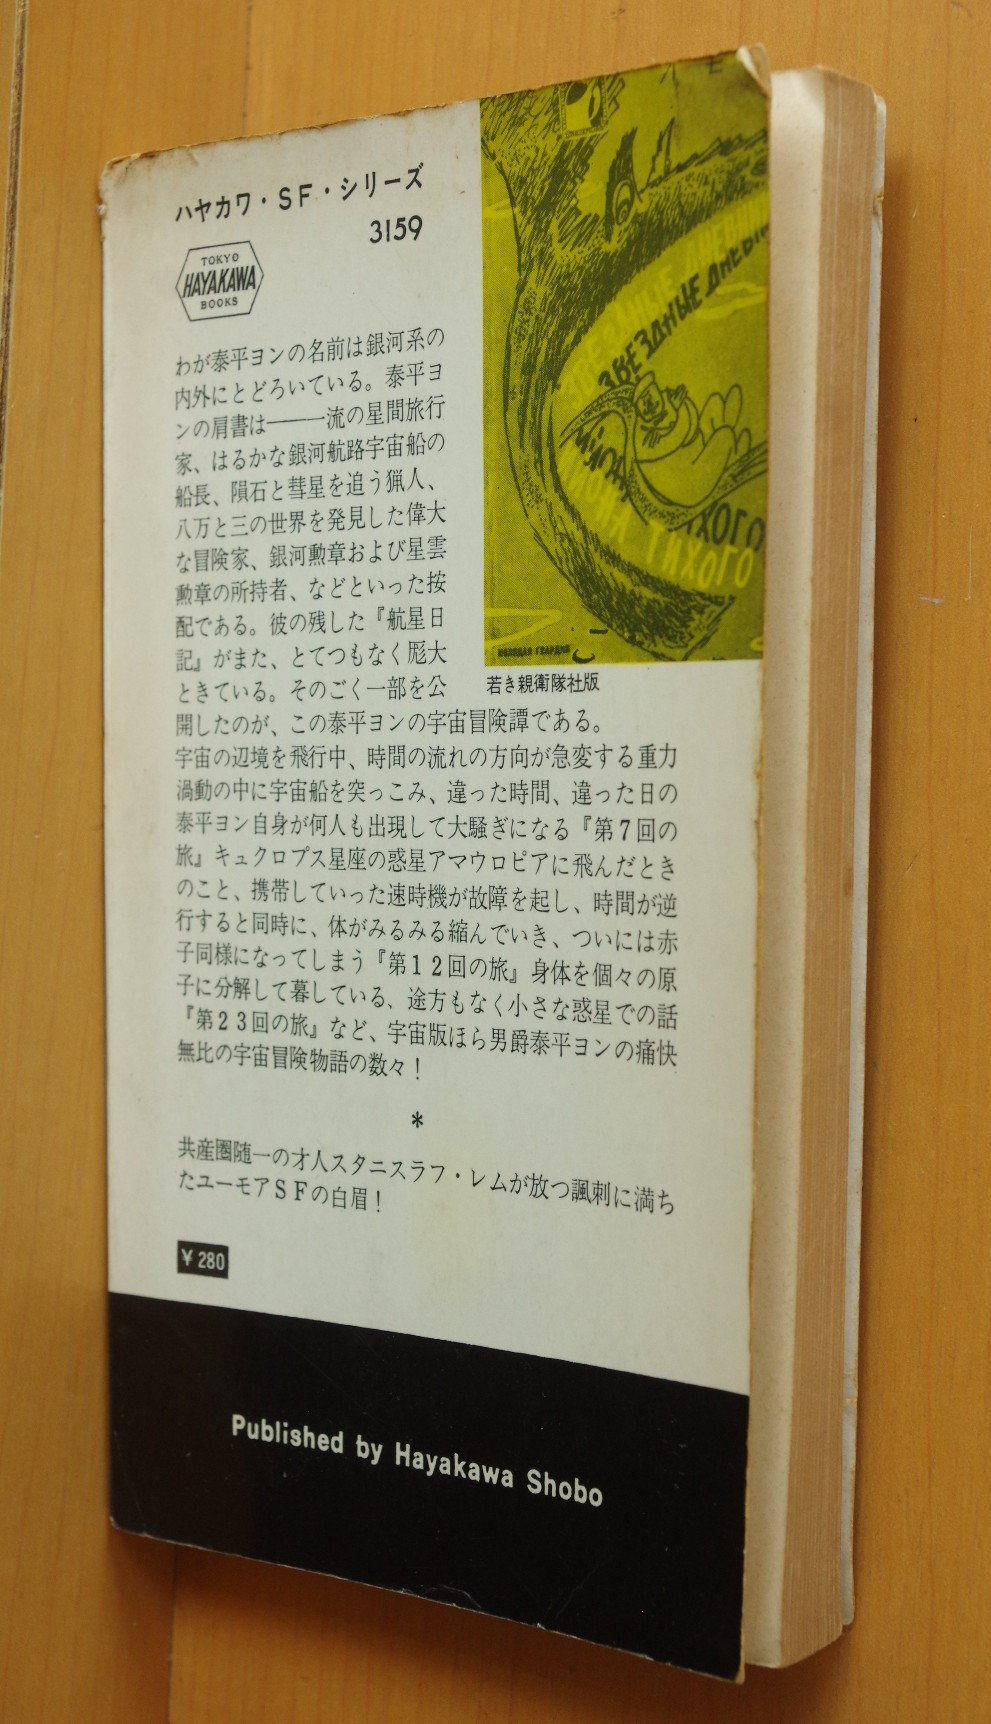 ハヤカワ・SF・シリーズ
3159
TOKYO
HAYAKAWA
BOOKS
わが泰平ヨンの名前は銀河系の
内外にとどろいている。泰平ヨ
ンの肩書は――一流の星間旅行
家、はるかな銀河航路宇宙船の
船長、隕石と彗星を追う猟人、
八万と三の世界を発見した偉大
な冒険家、銀河勲章および星雲
勲章の所持者、などといった按
配である。彼の残した『航星日
記』がまた、とてつもなく厖大
ときている。そのごく一部を公
開したのが、この泰平ヨンの宇宙冒険譚である。
宇宙の辺境を飛行中、時間の流れの方向が急変する重力
渦動の中に宇宙船を突っこみ、違った時間、違った日の
泰平ヨン自身が何人も出現して大騒ぎになる『第7回の
旅』キュクロプス星座の惑星アマウロピアに飛んだとき
のこと、携帯していった速時機が故障を起し、時間が逆
行すると同時に、体がみるみる縮んでいき、ついには赤
子同様になってしまう『第12回の旅』身体を個々の原
子に分解して暮している、途方もなく小さな惑星での話
『第23回の旅』など、宇宙版ほら男爵泰平ヨンの痛快
無比の宇宙冒険物語の数々！
*
共産圏随一の才人スタニスラフ・レムが放つ諷刺に満ち
たユーモアSFの白眉！
¥280
ЗВЕЗДНЫЕ ДНЕВН
ИОНА ТИХОГО
МОЛОДАЯ ГВАРДИЯ
若き親衛隊社版
Published by Hayakawa Shobo